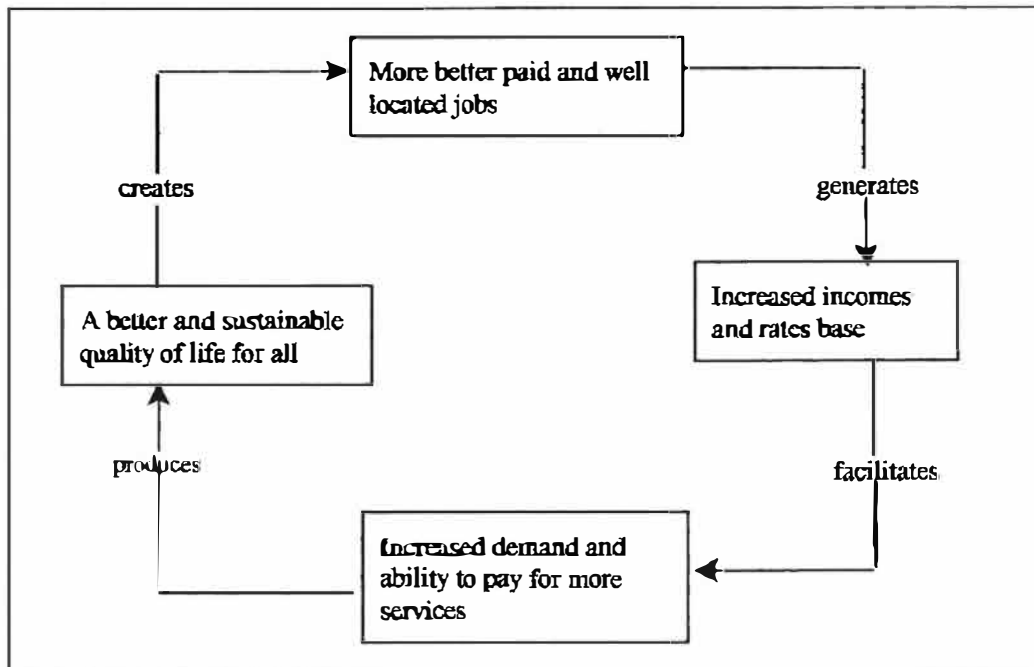 More better paid and well
located jobs
creates
generates
A better and sustainable
quality of life for all
Increased incomes
and rates base
produces
facilitates
Increased demand and
ability to pay for more
services